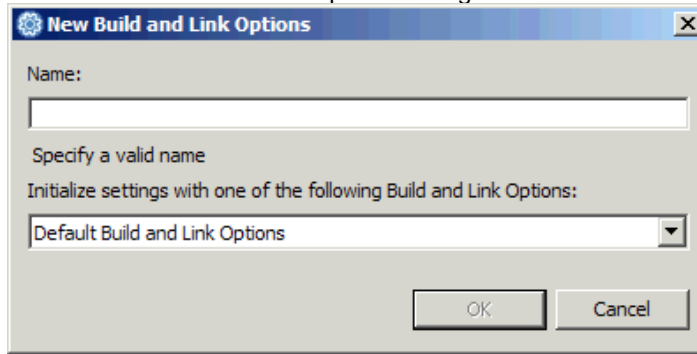 New Build and Link Options
Name:
Specify a valid name
Initialize settings with one of the following Build and Link Options:
Default Build and Link Options
OK Cancel